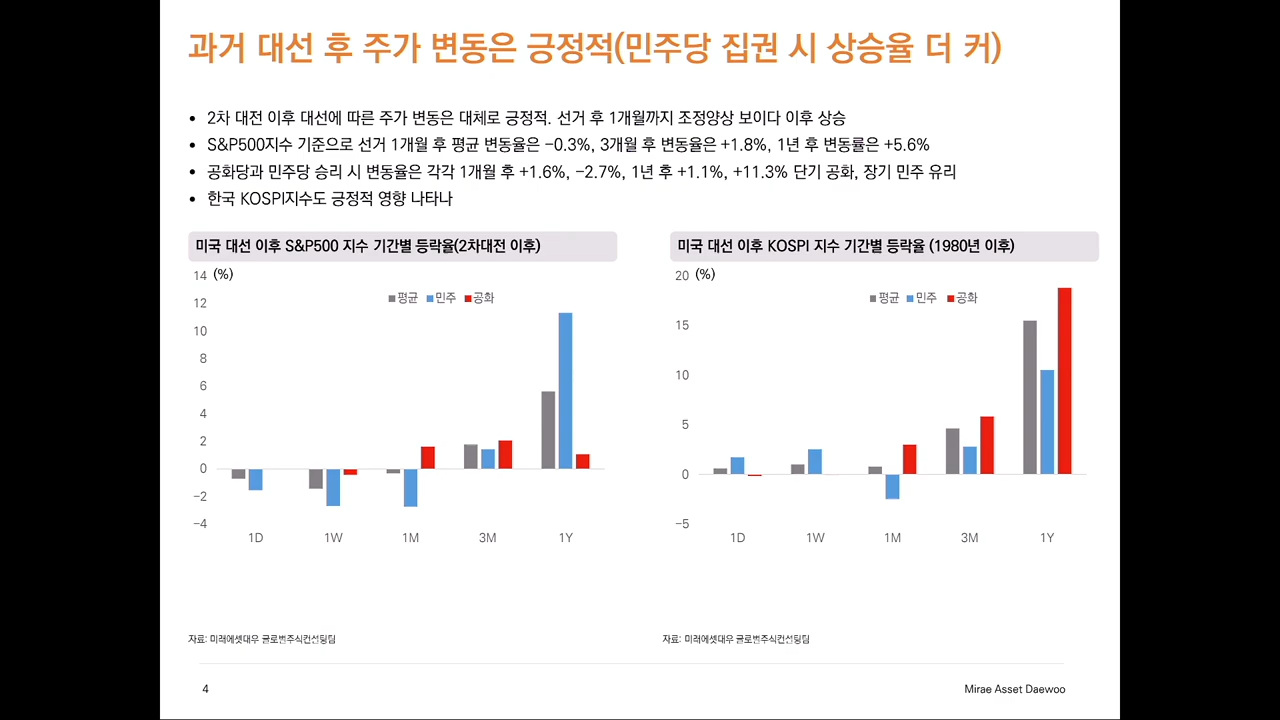 과거 대선 후 주가 변동은 긍정적(민주당 집권 시 상승율 더 커)
• 2차 대전 이후 대선에 따른 주가 변동은 대체로 긍정적. 선거 후 1개월까지 조정양상 보이다 이후 상승
• S&P500지수 기준으로 선거 1개월 후 평균 변동율은 -0.3%, 3개월 후 변동율은 +1.8%, 1년 후 변동률은 +5.6%
• 공화당과 민주당 승리 시 변동율은 각각 1개월 후 +1.6%, -2.7%, 1년 후 +1.1%, +11.3% 단기 공화, 장기 민주 유리
• 한국 KOSPI지수도 긍정적 영향 나타나
미국 대선 이후 S&P500 지수 기간별 등락율(2차대전 이후)
14 (%)
평균 민주 공화
12
10
8
6
4
2
0
-2
-4
1D 1W 1M 3M 1Y
자료: 미래에셋대우 글로벌주식컨설팅팀
미국 대선 이후 KOSPI 지수 기간별 등락율 (1980년 이후)
20 (%)
평균 민주 공화
15
10
5
0
-5
1D 1W 1M 3M 1Y
자료: 미래에셋대우 글로벌주식컨설팅팀
4
Mirae Asset Daewoo